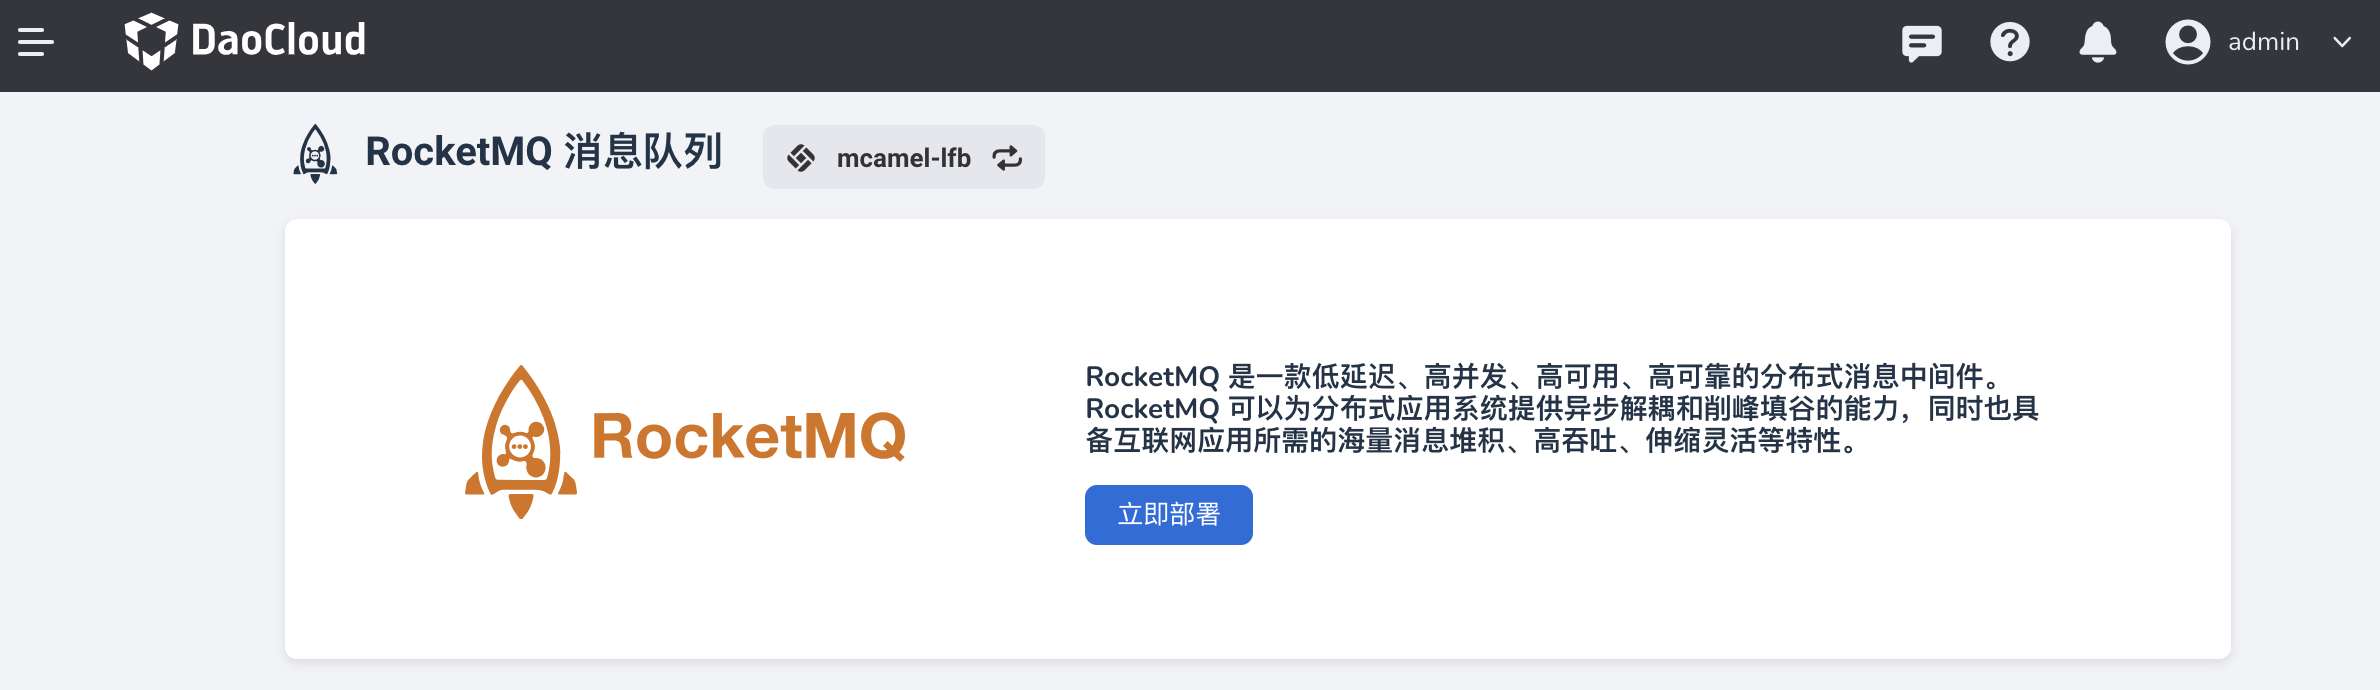 DaoCloud
admin
RocketMQ 消息队列
mcamel-lfb
RocketMQ
RocketMQ 是一款低延迟、高并发、高可用、高可靠的分布式消息中间件。
RocketMQ 可以为分布式应用系统提供异步解耦和削峰填谷的能力，同时也具
备互联网应用所需的海量消息堆积、高吞吐、伸缩灵活等特性。
立即部署